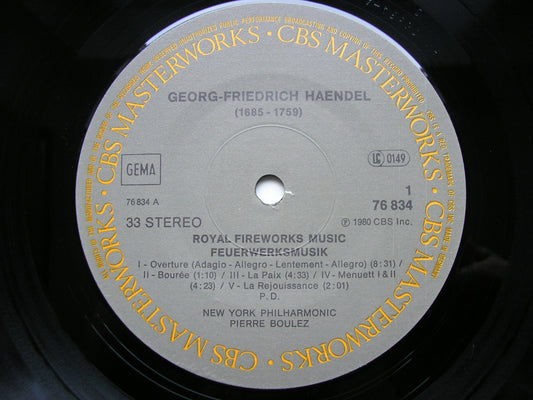 CBS MASTERWORKS · CBS MASTERWORKS · CBS MASTERWORKS · CBS MASTERWORKS ·
GEORG-FRIEDRICH HAENDEL
(1685 - 1759)
GEMA
LC 0149
76 834 A
1
76 834
33 STEREO
℗ 1980 CBS Inc.
ROYAL FIREWORKS MUSIC
FEUERWERKSMUSIK
I - Overture (Adagio - Allegro - Lentement - Allegro) (8:31) /
II - Bourée (1:10) / III - La Paix (4:33) / IV - Menuett I & II
(4:23) / V - La Rejouissance (2:01)
P.D.
NEW YORK PHILHARMONIC
PIERRE BOULEZ